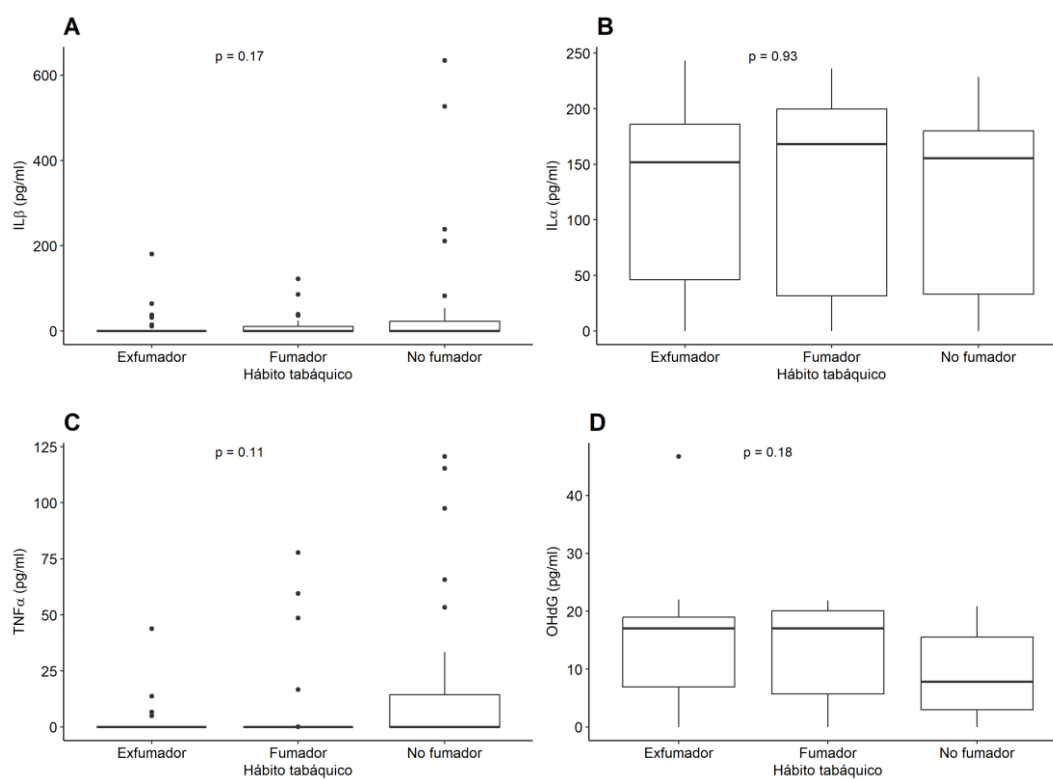 A
p = 0.17
ILβ (pg/ml)
600
400
200
0
Exfumador Fumador No fumador
Hábito tabáquico
B
p = 0.93
ILα (pg/ml)
250
200
150
100
50
0
Exfumador Fumador No fumador
Hábito tabáquico
C
p = 0.11
TNFα (pg/ml)
125
100
75
50
25
0
Exfumador Fumador No fumador
Hábito tabáquico
D
p = 0.18
OHdG (pg/ml)
40
30
20
10
0
Exfumador Fumador No fumador
Hábito tabáquico